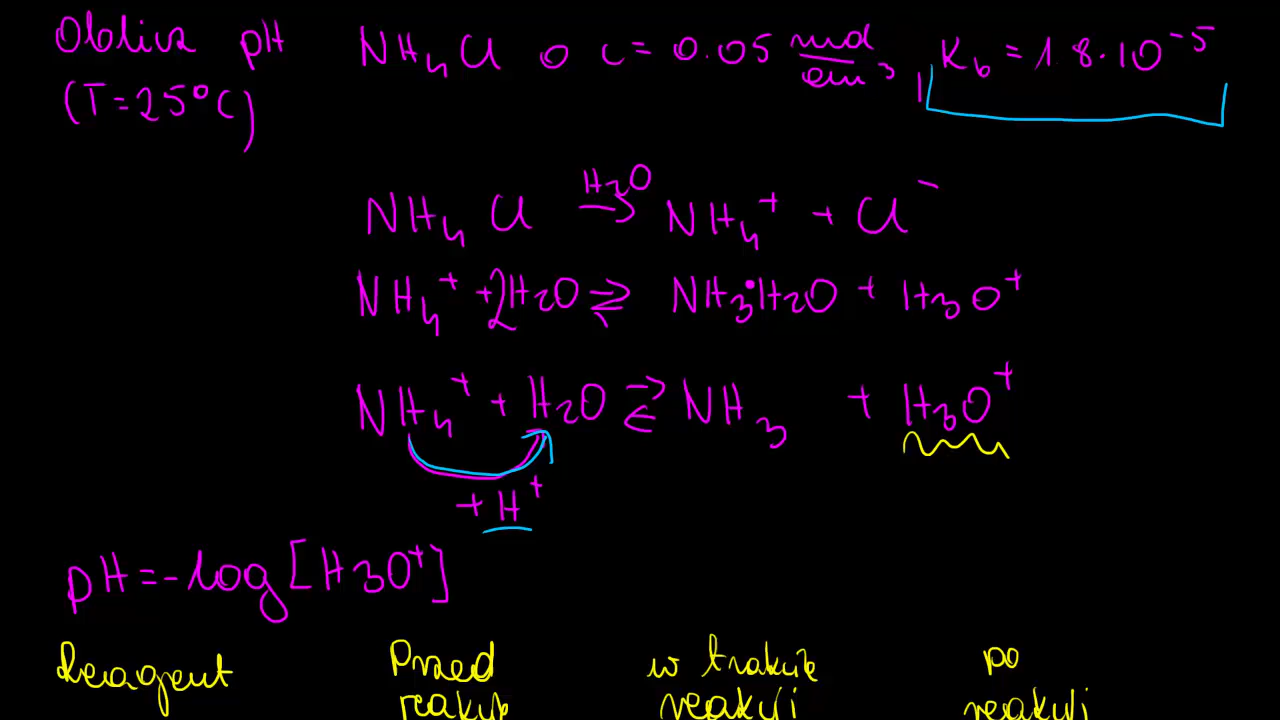 Oblicz pH NH₄Cl o c = 0.05 mol/dm³, Kb = 1.8·10⁻⁵
(T=25°C)
NH₄Cl H₂O→ NH₄⁺ + Cl⁻
NH₄⁺ + 2H₂O ⇄ NH₃·H₂O + H₃O⁺
NH₄⁺ + H₂O ⇄ NH₃ + H₃O⁺
+ H⁺
pH = -log[H₃O⁺]
Reagent Przed reakcją w trakcie reakcji po reakcji